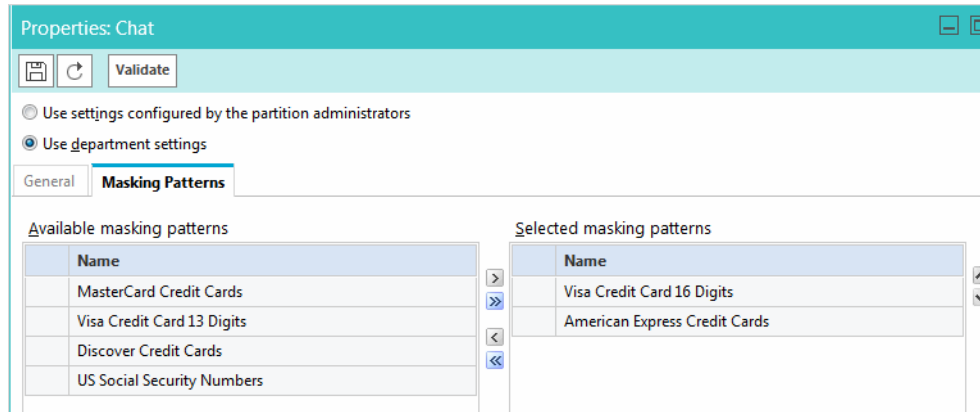 Properties: Chat
Validate
Use settings configured by the partition administrators
Use department settings
General Masking Patterns
Available masking patterns
Name
MasterCard Credit Cards
Visa Credit Card 13 Digits
Discover Credit Cards
US Social Security Numbers
Selected masking patterns
Name
Visa Credit Card 16 Digits
American Express Credit Cards